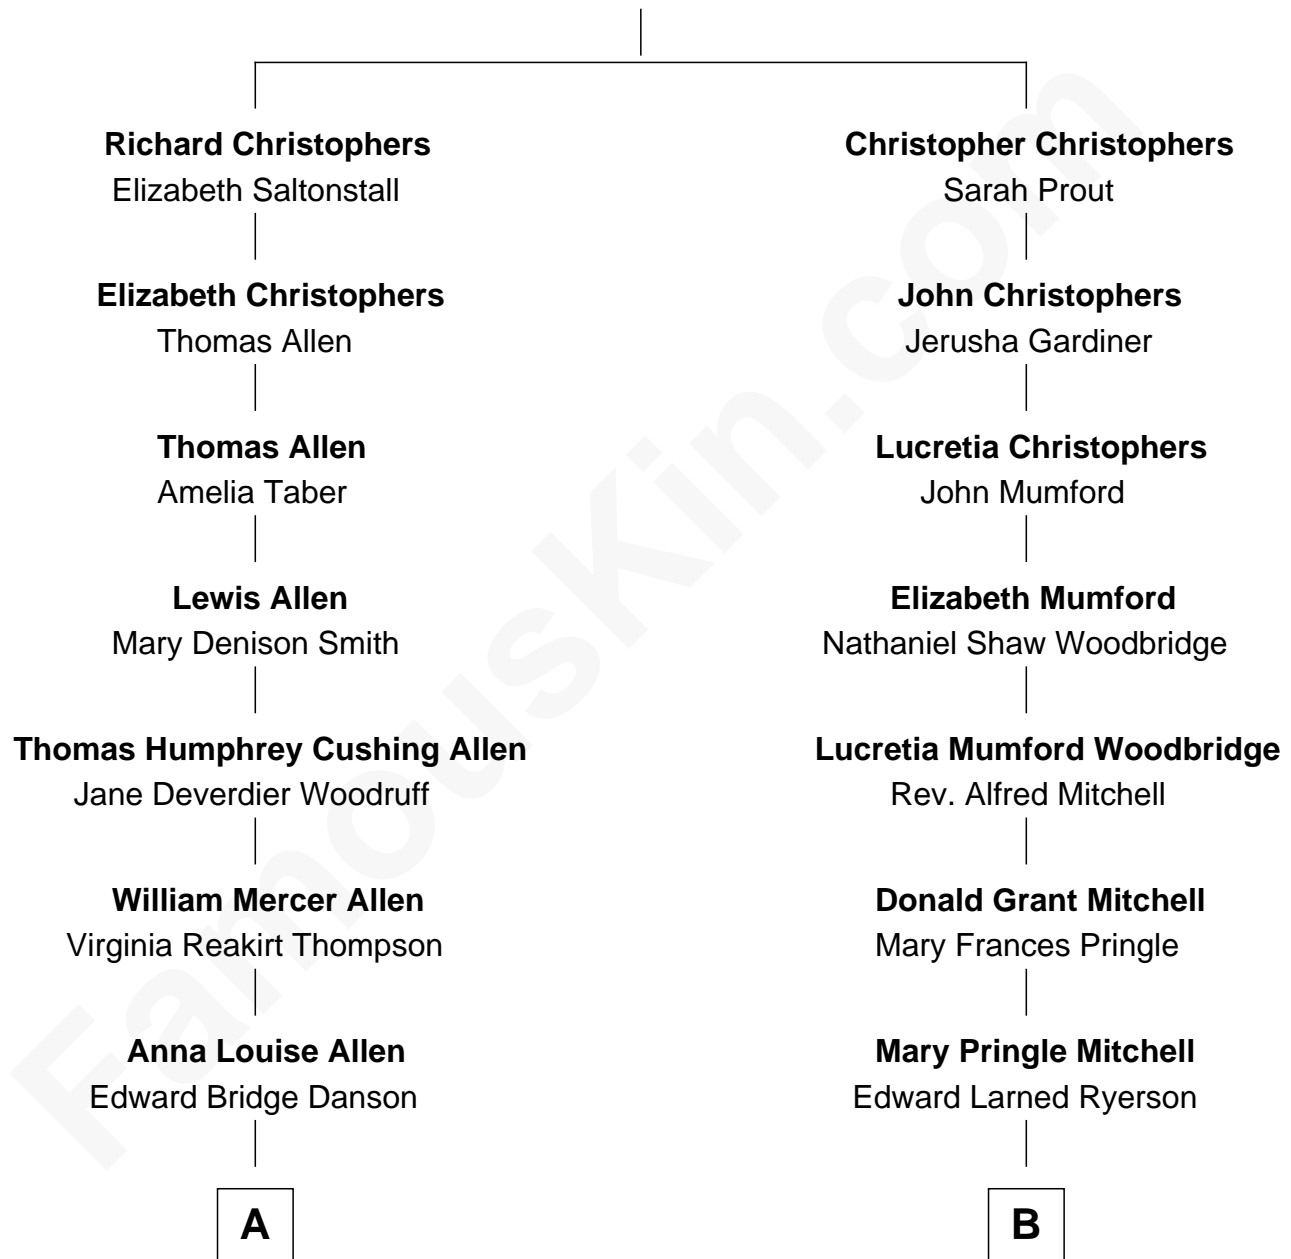 Richard Christophers
Elizabeth Saltonstall
Elizabeth Christophers
Thomas Allen
Thomas Allen
Amelia Taber
Lewis Allen
Mary Denison Smith
Thomas Humphrey Cushing Allen
Jane Deverdier Woodruff
William Mercer Allen
Virginia Reakirt Thompson
Anna Louise Allen
Edward Bridge Danson
A
Christopher Christophers
Sarah Prout
John Christophers
Jerusha Gardiner
Lucretia Christophers
John Mumford
Elizabeth Mumford
Nathaniel Shaw Woodbridge
Lucretia Mumford Woodbridge
Rev. Alfred Mitchell
Donald Grant Mitchell
Mary Frances Pringle
Mary Pringle Mitchell
Edward Larned Ryerson
B
FamousKin.com